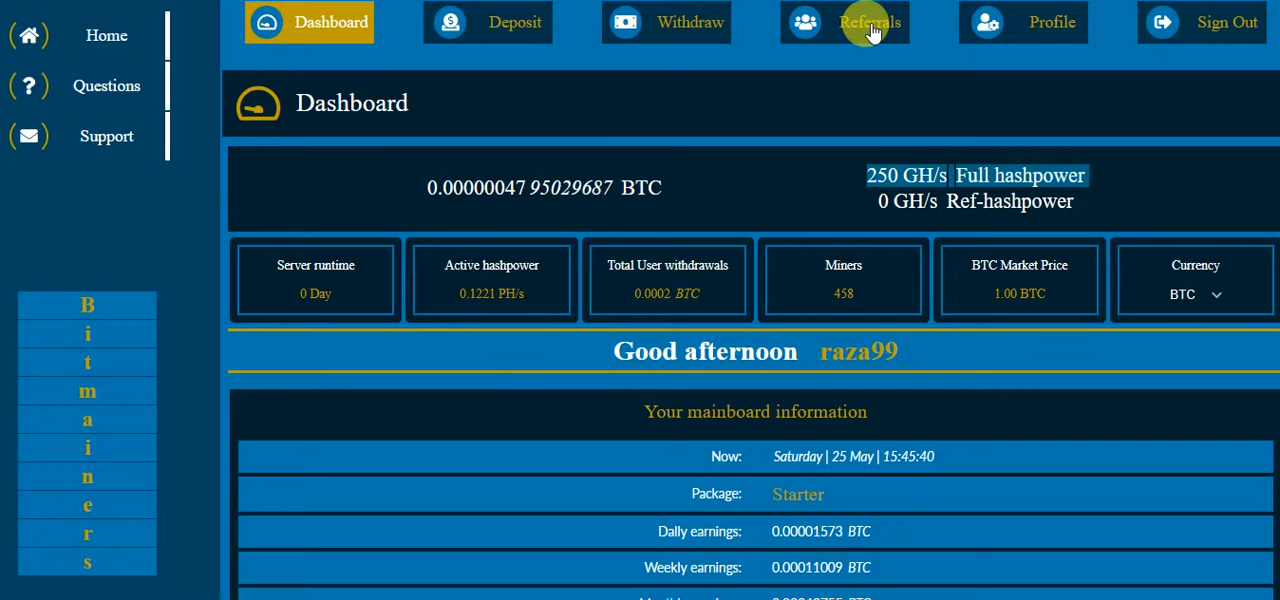 Home
Questions
Support
Dashboard
Deposit
Withdraw
Referrals
Profile
Sign Out
Dashboard
0.00000047 95029687 BTC
250 GH/s Full hashpower
0 GH/s Ref-hashpower
Server runtime
0 Day
Active hashpower
0.1221 PH/s
Total User withdrawals
0.0002 BTC
Miners
458
BTC Market Price
1.00 BTC
Currency
BTC
Good afternoon raza99
B
i
t
m
a
i
n
e
r
s
Your mainboard information
Now: Saturday | 25 May | 15:45:40
Package: Starter
Dally earnings: 0.00001573 BTC
Weekly earnings: 0.00011009 BTC